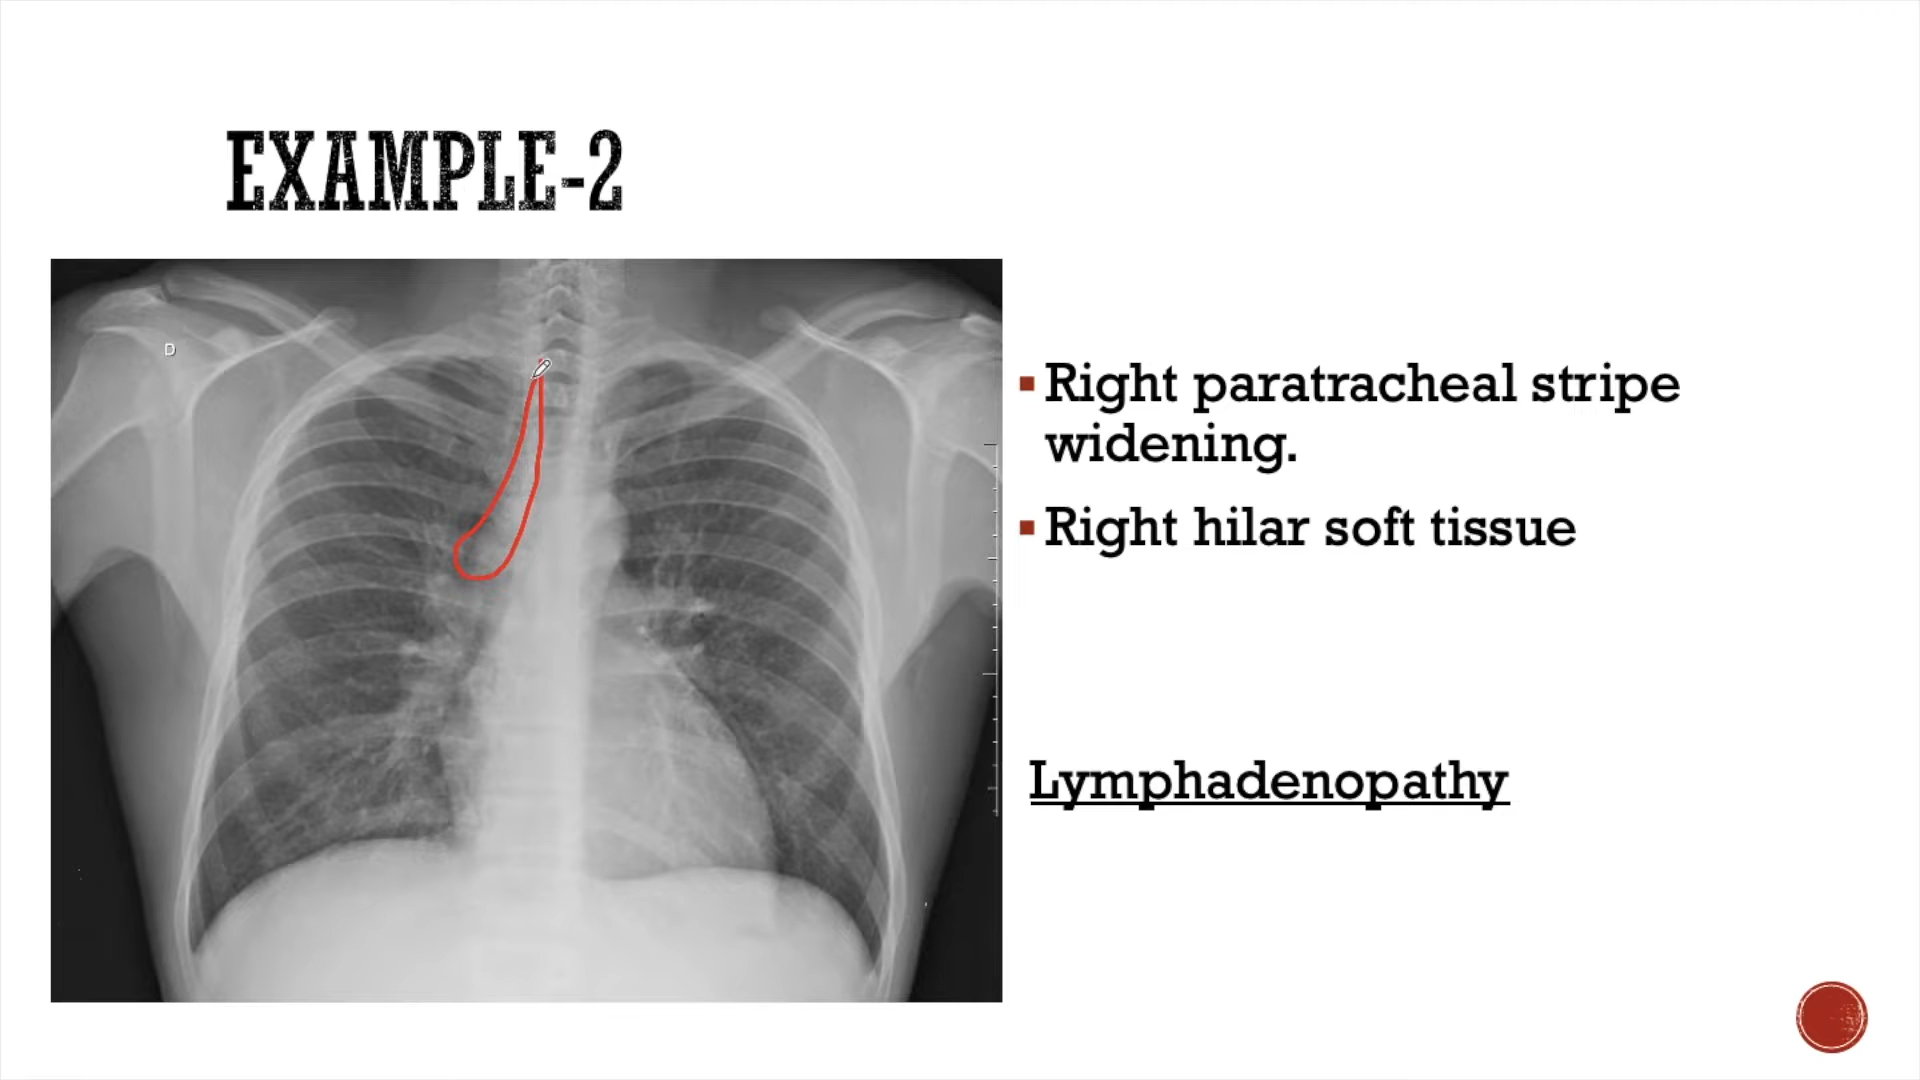 EXAMPLE-2
D
Right paratracheal stripe
widening.
Right hilar soft tissue
Lymphadenopathy